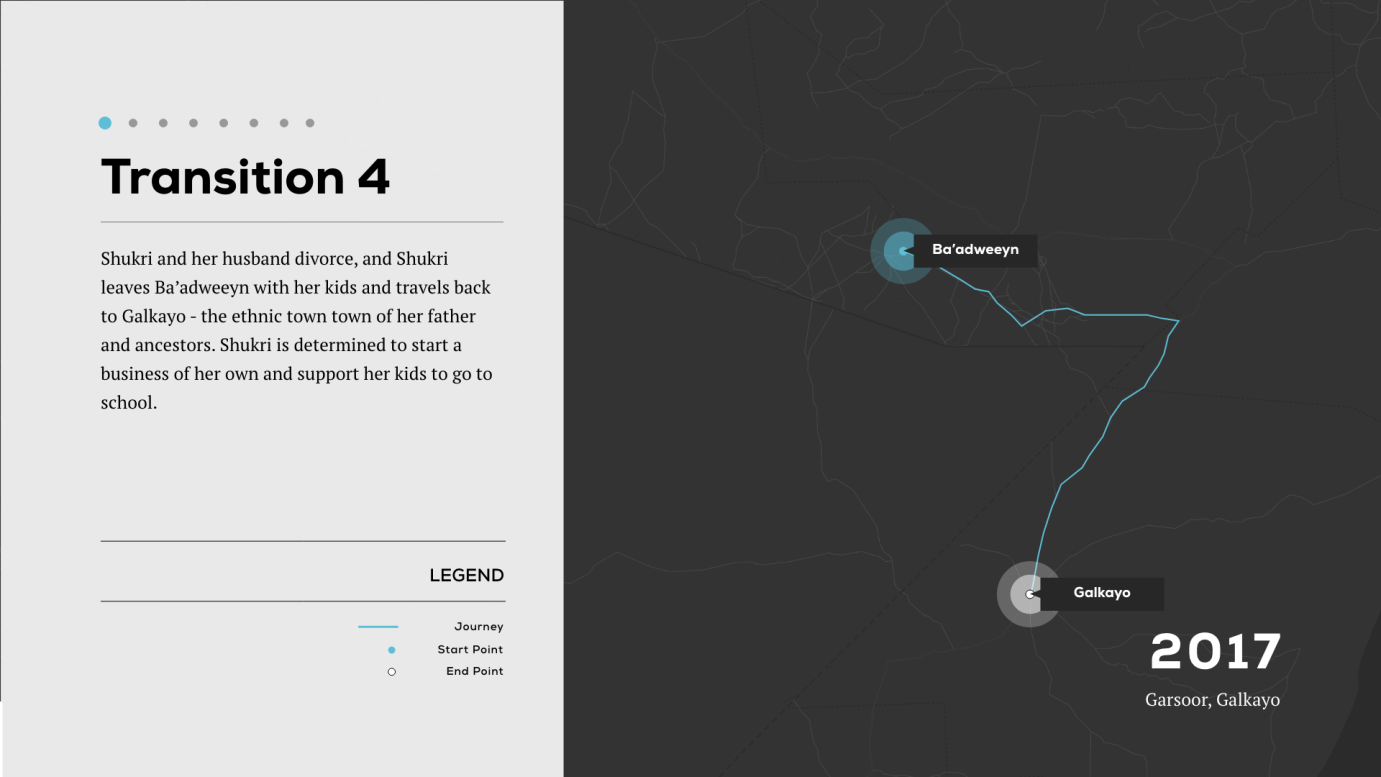 Transition 4
Shukri and her husband divorce, and Shukri
leaves Ba’adweeyn with her kids and travels back
to Galkayo - the ethnic town town of her father
and ancestors. Shukri is determined to start a
business of her own and support her kids to go to
school.
LEGEND
Journey
Start Point
End Point
Ba’adweeyn
Galkayo
2017
Garsoor, Galkayo